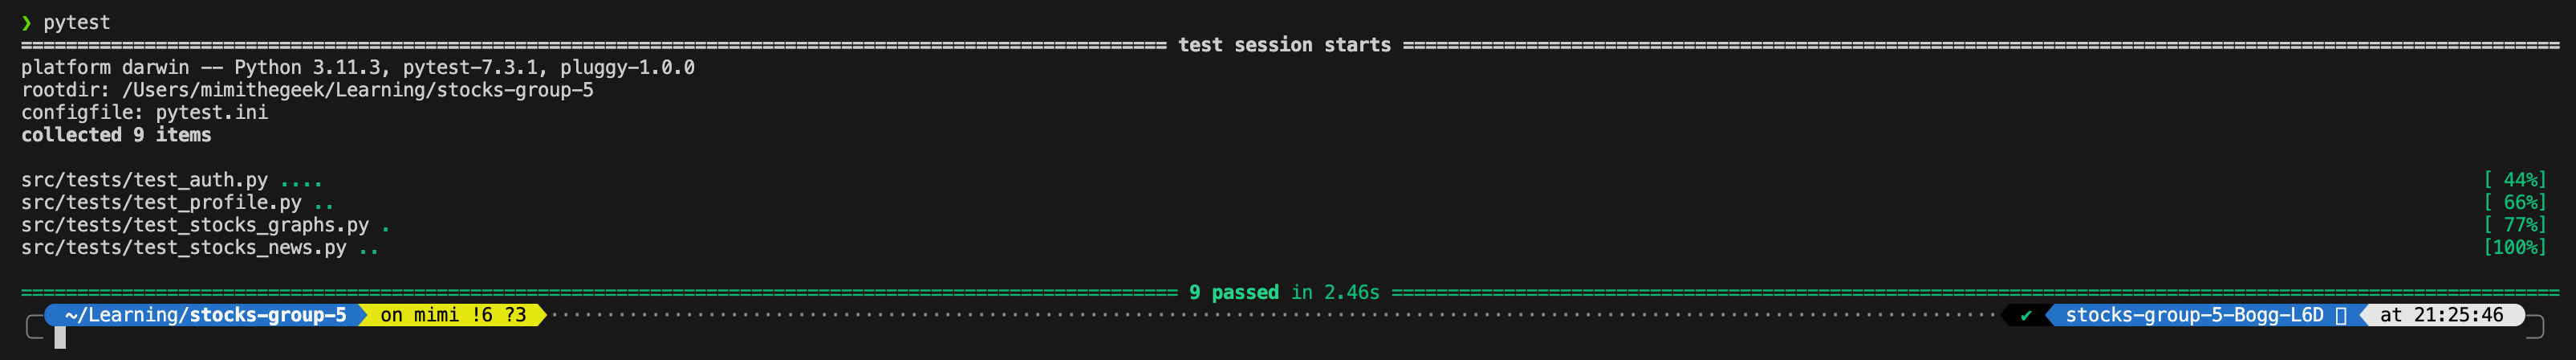 ❯ pytest
============================= test session starts =============================
platform darwin -- Python 3.11.3, pytest-7.3.1, pluggy-1.0.0
rootdir: /Users/mimithegeek/Learning/stocks-group-5
configfile: pytest.ini
collected 9 items
src/tests/test_auth.py .... [ 44%]
src/tests/test_profile.py .. [ 66%]
src/tests/test_stocks_graphs.py . [ 77%]
src/tests/test_stocks_news.py .. [100%]
============================= 9 passed in 2.46s =============================
~/Learning/stocks-group-5 on mimi !6 ?3 ✔ stocks-group-5-Bogg-L6D at 21:25:46